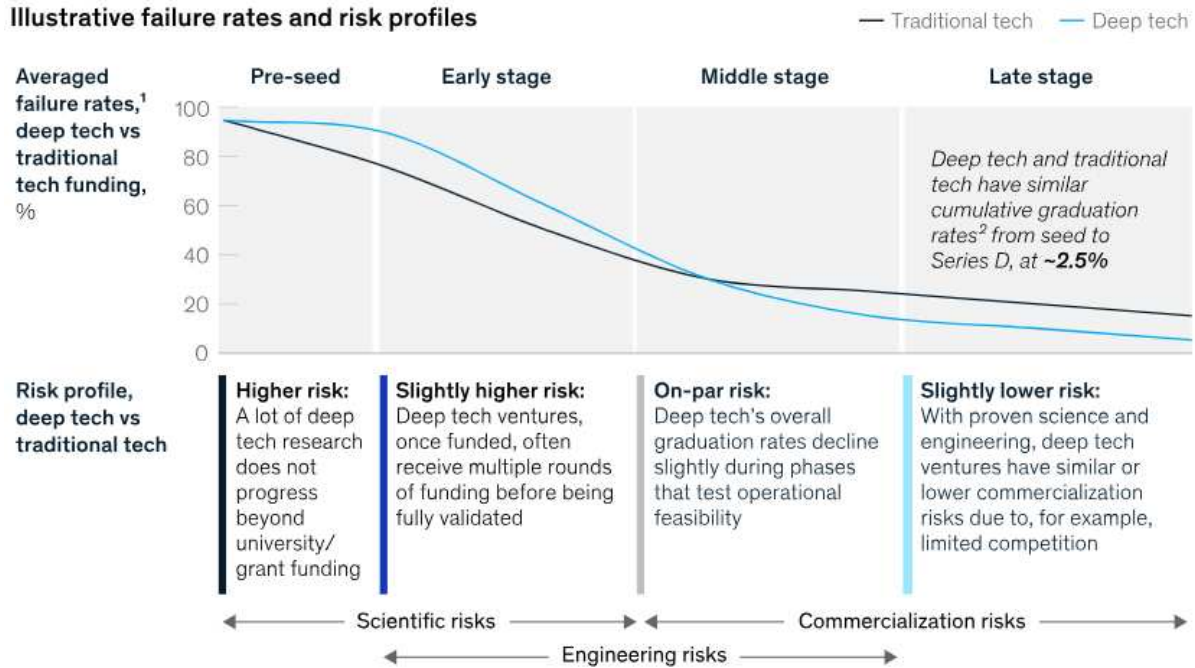 Illustrative failure rates and risk profiles
Traditional tech
Deep tech
Averaged
failure rates,¹
deep tech vs
traditional
tech funding,
%
Pre-seed
Early stage
Middle stage
Late stage
100
80
60
40
20
0
Deep tech and traditional
tech have similar
cumulative graduation
rates² from seed to
Series D, at ~2.5%
Risk profile,
deep tech vs
traditional tech
Higher risk:
A lot of deep
tech research
does not
progress
beyond
university/
grant funding
Slightly higher risk:
Deep tech ventures,
once funded, often
receive multiple rounds
of funding before being
fully validated
On-par risk:
Deep tech's overall
graduation rates decline
slightly during phases
that test operational
feasibility
Slightly lower risk:
With proven science and
engineering, deep tech
ventures have similar or
lower commercialization
risks due to, for example,
limited competition
Scientific risks
Commercialization risks
Engineering risks